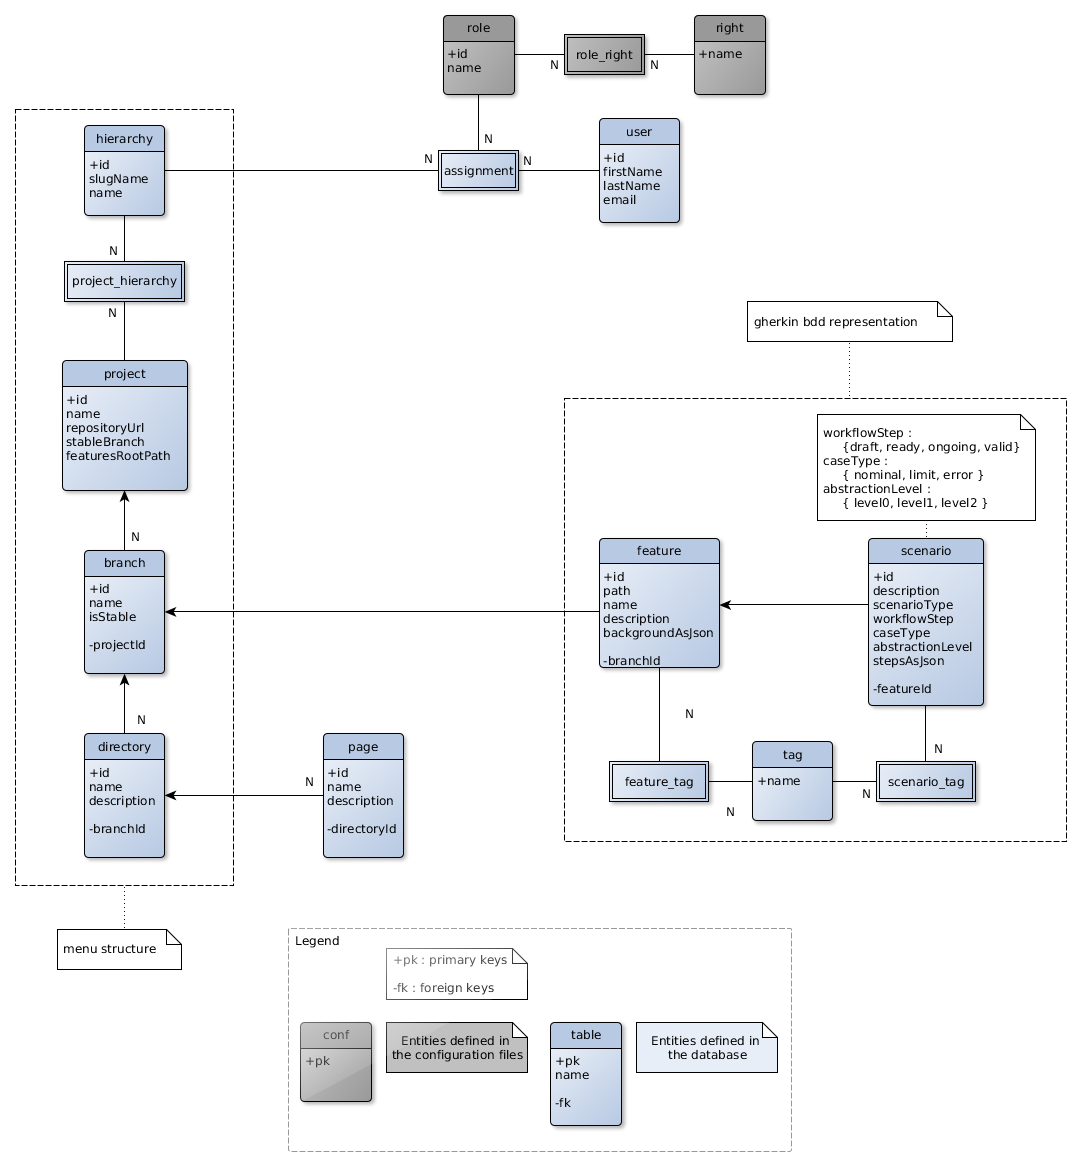 role
+id
name
N
role_right
N
right
+name
N
hierarchy
+id
slugName
name
N
assignment
N
user
+id
firstName
lastName
email
N
project_hierarchy
N
project
+id
name
repositoryUrl
stableBranch
featuresRootPath
N
branch
+id
name
isStable
-projectId
N
directory
+id
name
description
-branchId
N
page
+id
name
description
-directoryId
menu structure
gherkin bdd representation
workflowStep :
{draft, ready, ongoing, valid}
caseType :
{ nominal, limit, error }
abstractionLevel :
{ level0, level1, level2 }
feature
+id
path
name
description
backgroundAsJson
-branchId
scenario
+id
description
scenarioType
workflowStep
caseType
abstractionLevel
stepsAsJson
-featureId
N
N
feature_tag
N
tag
+name
N
scenario_tag
Legend
+pk : primary keys
-fk : foreign keys
conf
+pk
Entities defined in
the configuration files
table
+pk
name
-fk
Entities defined in
the database